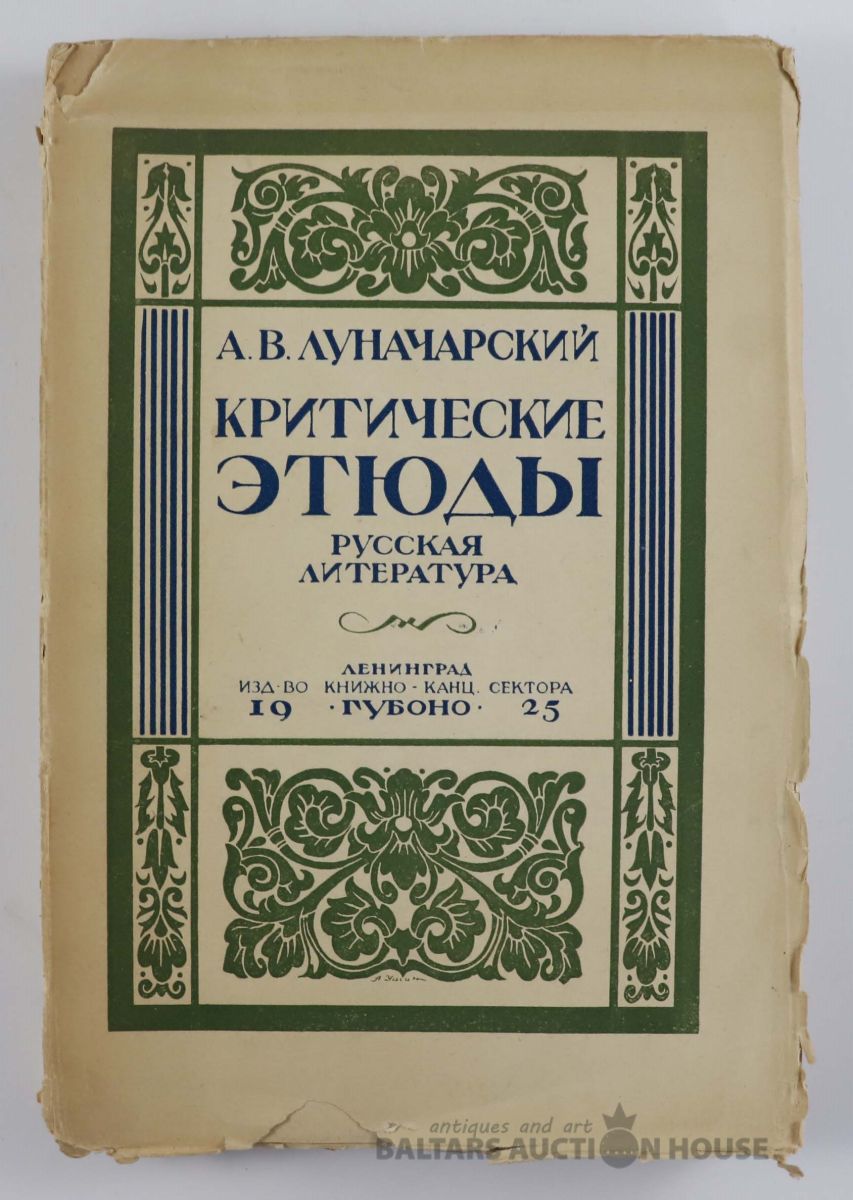 А. В. ЛУНАЧАРСКИЙ
КРИТИЧЕСКИЕ
ЭТЮДЫ
РУССКАЯ
ЛИТЕРАТУРА
ЛЕНИНГРАД
ИЗД-ВО КНИЖНО-КАНЦ. СЕКТОРА
19 · ГУБОНО · 25
antiques and art
BALTARS AUCTION HOUSE